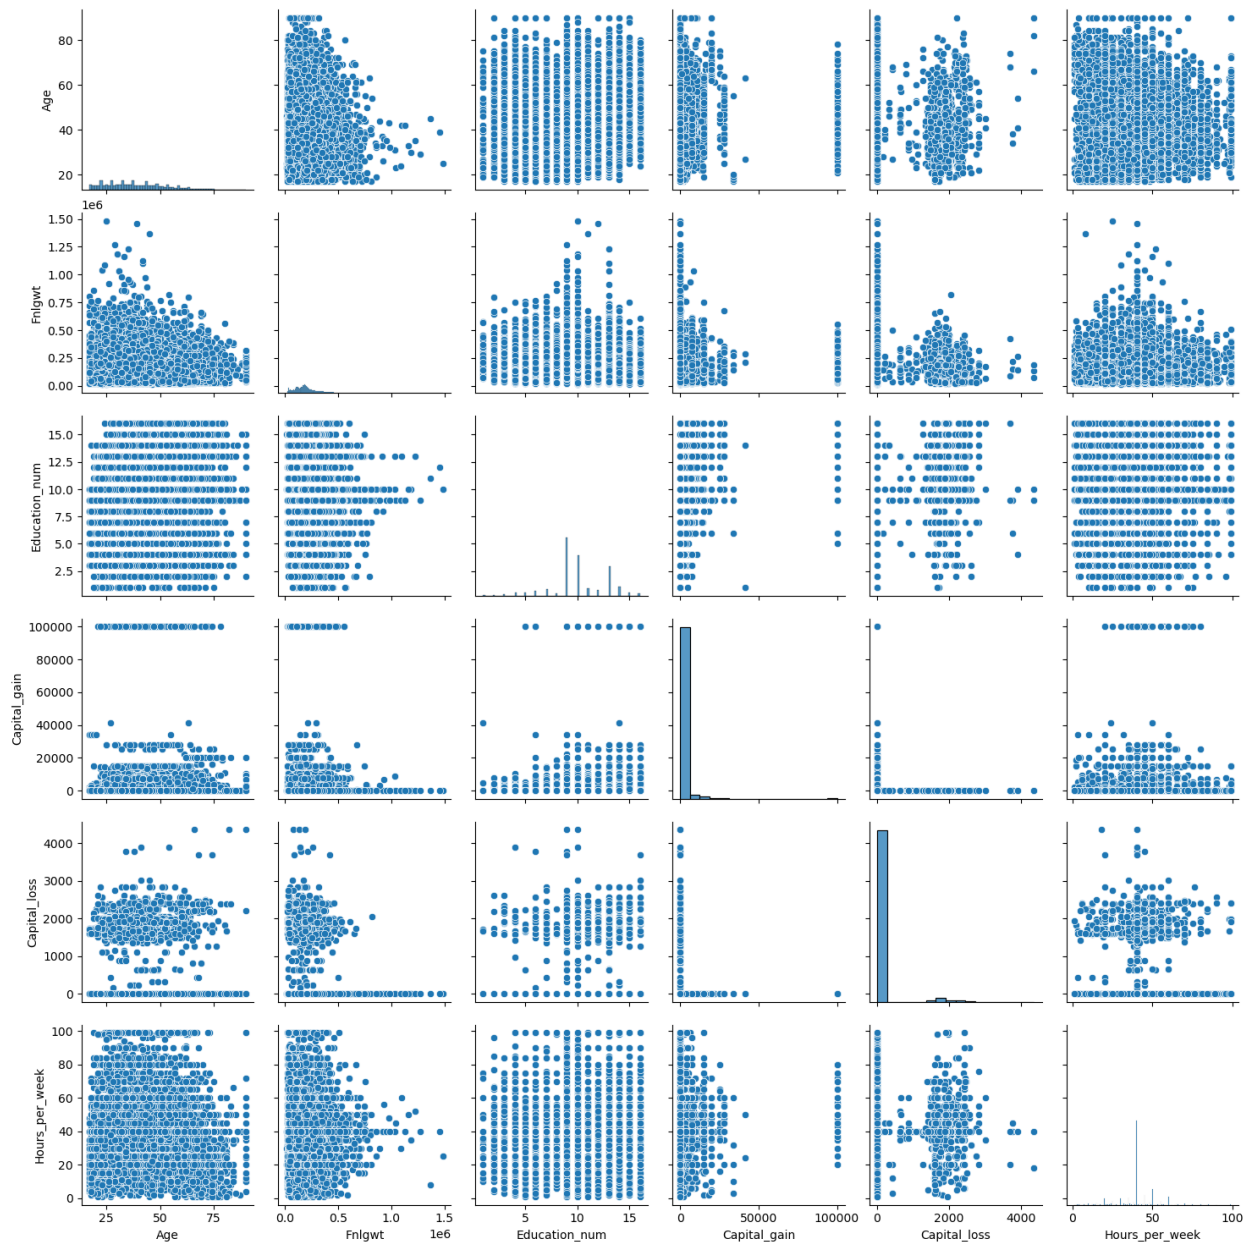 80
60
40
20
Age
1e6
1.50
1.25
1.00
0.75
0.50
0.25
0.00
Fnlgwt
15.0
12.5
10.0
7.5
5.0
2.5
Education_num
100000
80000
60000
40000
20000
0
Capital_gain
4000
3000
2000
1000
0
Capital_loss
100
80
60
40
20
0
Hours_per_week
25 50 75
Age
0.0 0.5 1.0 1.5
1e6
Fnlgwt
5 10 15
Education_num
0 50000 100000
Capital_gain
0 2000 4000
Capital_loss
0 50 100
Hours_per_week